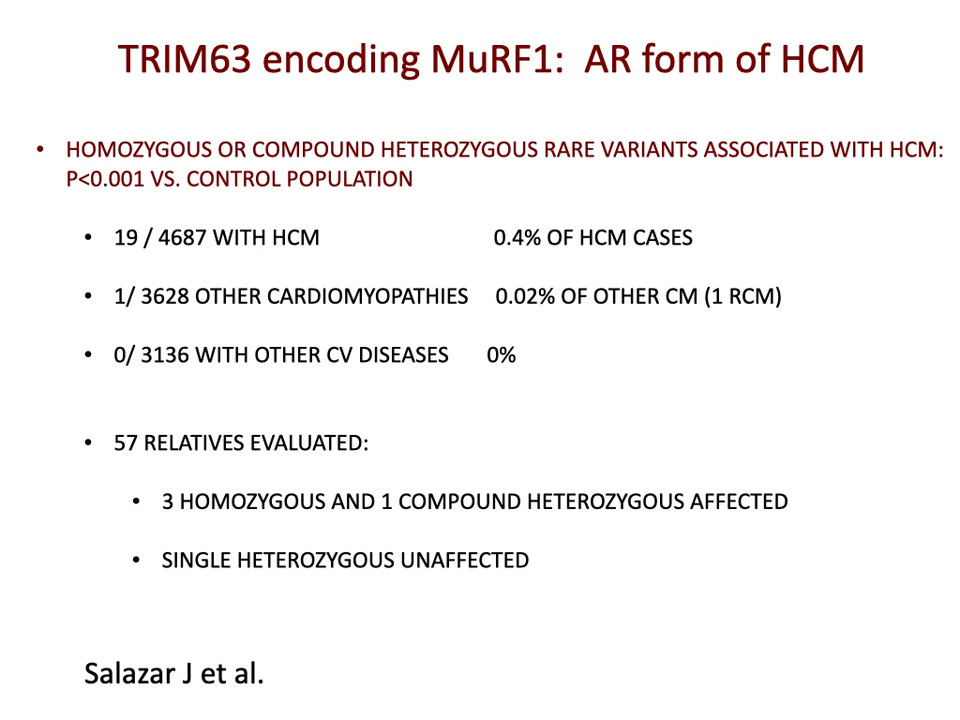 TRIM63 encoding MuRF1: AR form of HCM
• HOMOZYGOUS OR COMPOUND HETEROZYGOUS RARE VARIANTS ASSOCIATED WITH HCM:
P<0.001 VS. CONTROL POPULATION
• 19 / 4687 WITH HCM 0.4% OF HCM CASES
• 1/ 3628 OTHER CARDIOMYOPATHIES 0.02% OF OTHER CM (1 RCM)
• 0/ 3136 WITH OTHER CV DISEASES 0%
• 57 RELATIVES EVALUATED:
• 3 HOMOZYGOUS AND 1 COMPOUND HETEROZYGOUS AFFECTED
• SINGLE HETEROZYGOUS UNAFFECTED
Salazar J et al.